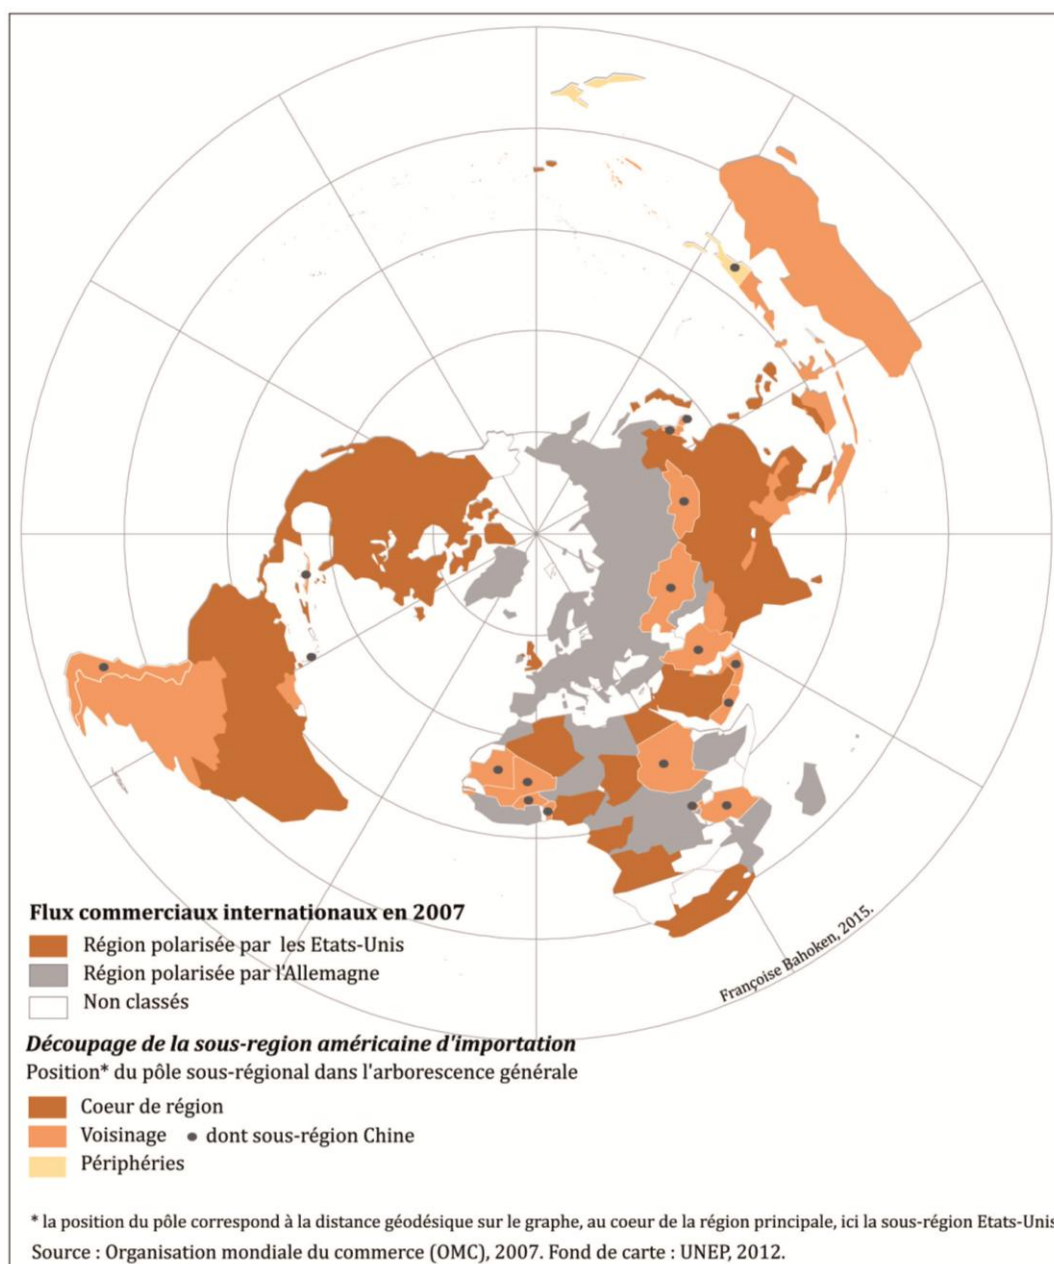 Françoise Bahoken, 2015.
Flux commerciaux internationaux en 2007
Région polarisée par les Etats-Unis
Région polarisée par l'Allemagne
Non classés
Découpage de la sous-region américaine d'importation
Position* du pôle sous-régional dans l'arborescence générale
Coeur de région
Voisinage • dont sous-région Chine
Périphéries
* la position du pôle correspond à la distance géodésique sur le graphe, au coeur de la région principale, ici la sous-région Etats-Unis
Source : Organisation mondiale du commerce (OMC), 2007. Fond de carte : UNEP, 2012.